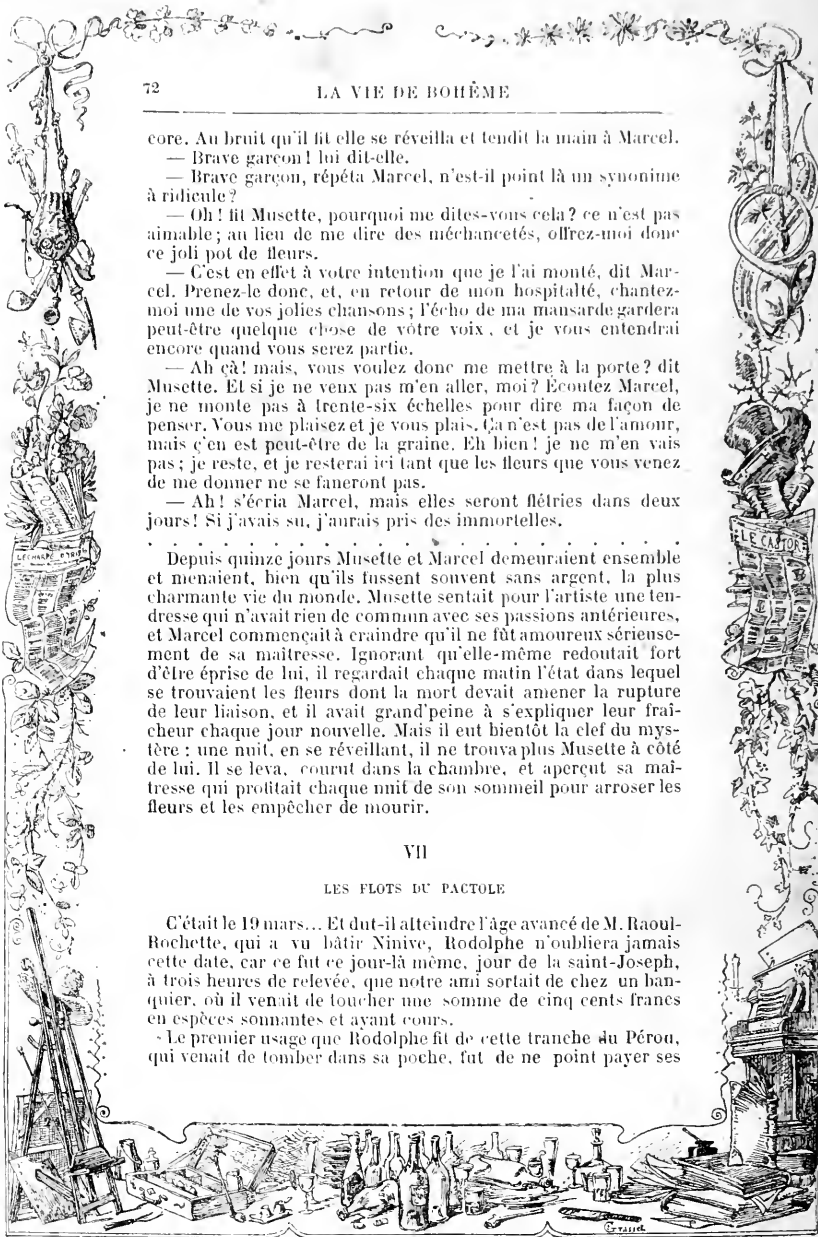 72
LA VIE DE BOHÊME
core. Au bruit qu'il fit elle se réveilla et tendit la main à Marcel.
— Brave garçon! lui dit-elle.
— Brave garçon, répéta Marcel, n'est-il point là un synonime
à ridicule?
— Oh! fit Musette, pourquoi me dites-vous cela? ce n'est pas
aimable; au lieu de me dire des méchancetés, offrez-moi donc
ce joli pot de fleurs.
— C'est en effet à votre intention que je l'ai monté, dit Mar-
cel. Prenez-le donc, et, en retour de mon hospitalté, chantez-
moi une de vos jolies chansons; l'écho de ma mansarde gardera
peut-être quelque chose de vôtre voix, et je vous entendrai
encore quand vous serez partie.
— Ah çà! mais, vous voulez donc me mettre à la porte? dit
Musette. Et si je ne veux pas m'en aller, moi? Écoutez Marcel,
je ne monte pas à trente-six échelles pour dire ma façon de
penser. Vous me plaisez et je vous plais. Ça n'est pas de l'amour,
mais ç'en est peut-être de la graine. Eh bien! je ne m'en vais
pas; je reste, et je resterai ici tant que les fleurs que vous venez
de me donner ne se faneront pas.
— Ah! s'écria Marcel, mais elles seront flétries dans deux
jours! Si j'avais su, j'aurais pris des immortelles.
. . . . . . . . . . . . . . . . . . . .
Depuis quinze jours Musette et Marcel demeuraient ensemble
et menaient, bien qu'ils fussent souvent sans argent, la plus
charmante vie du monde. Musette sentait pour l'artiste une ten-
dresse qui n'avait rien de commun avec ses passions antérieures,
et Marcel commençait à craindre qu'il ne fût amoureux sérieuse-
ment de sa maîtresse. Ignorant qu'elle-même redoutait fort
d'être éprise de lui, il regardait chaque matin l'état dans lequel
se trouvaient les fleurs dont la mort devait amener la rupture
de leur liaison, et il avait grand'peine à s'expliquer leur fraî-
cheur chaque jour nouvelle. Mais il eut bientôt la clef du mys-
tère : une nuit, en se réveillant, il ne trouva plus Musette à côté
de lui. Il se leva, courut dans la chambre, et aperçut sa maî-
tresse qui profitait chaque nuit de son sommeil pour arroser les
fleurs et les empêcher de mourir.
VII
LES FLOTS DU PACTOLE
C'était le 19 mars... Et dut-il atteindre l'âge avancé de M. Raoul-
Rochette, qui a vu bâtir Ninive, Rodolphe n'oubliera jamais
cette date, car ce fut ce jour-là même, jour de la saint-Joseph,
à trois heures de relevée, que notre ami sortait de chez un ban-
quier, où il venait de toucher une somme de cinq cents francs
en espèces sonnantes et ayant cours.
Le premier usage que Rodolphe fit de cette tranche du Pérou,
qui venait de tomber dans sa poche, fut de ne point payer ses
LE CASTOR
Grasset